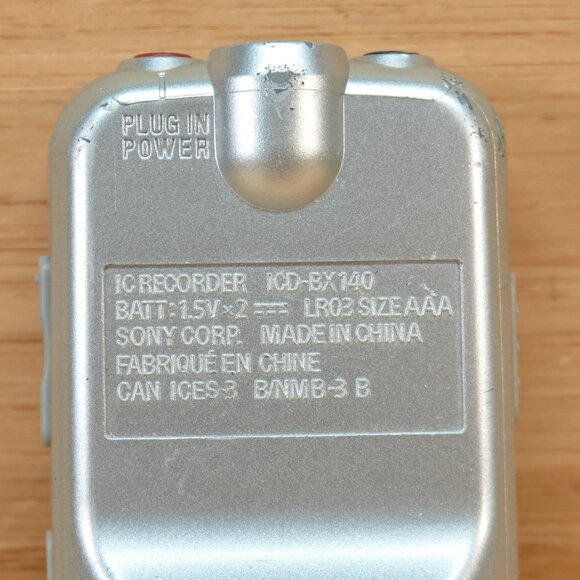 PLUG IN
POWER
IC RECORDER ICD-BX140
BATT:1.5V×2⎓ LR03 SIZE AAA
SONY CORP. MADE IN CHINA
FABRIQUÉ EN CHINE
CAN ICES-3 B/NMB-3 B